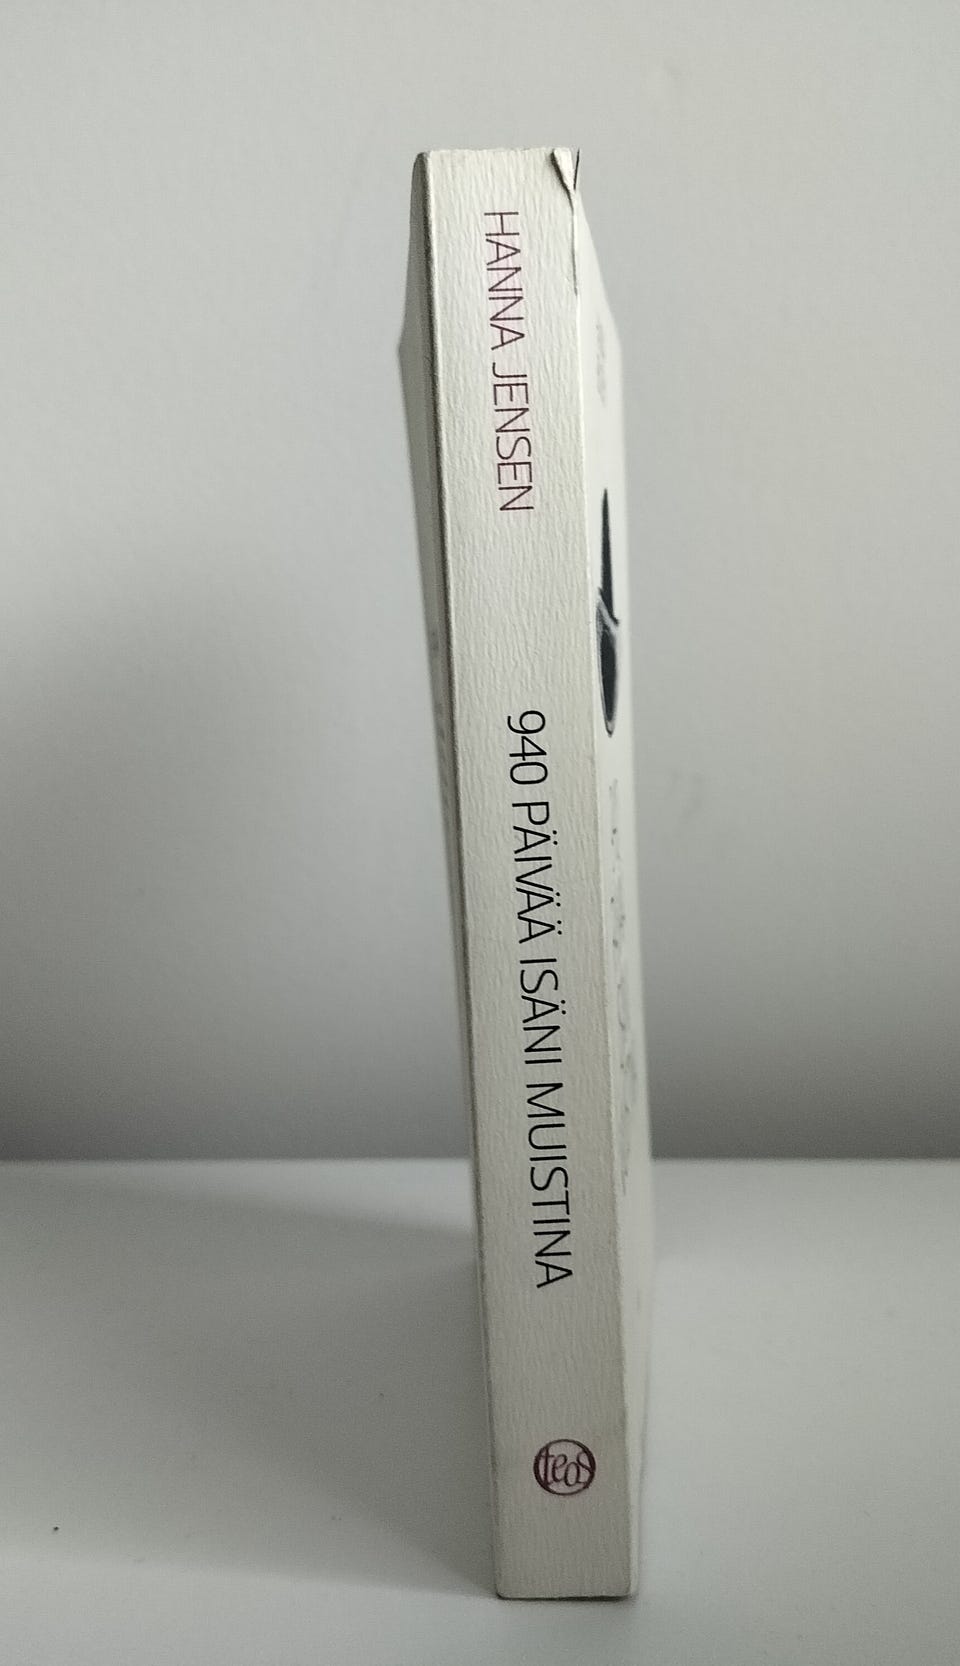 HANNA JENSEN
940 PÄIVÄÄ ISÄNI MUISTINA
teos